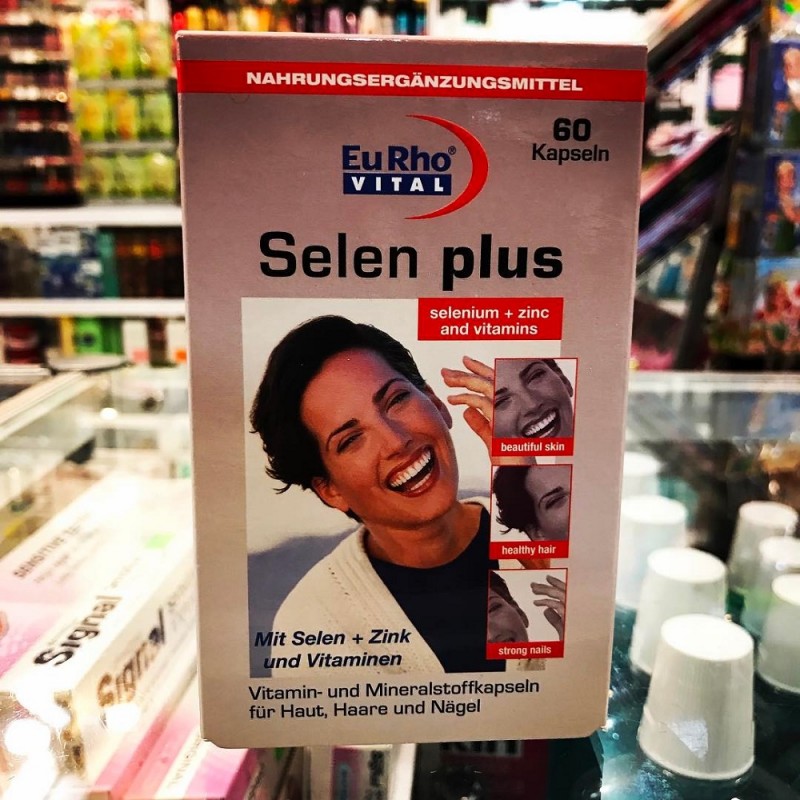 NAHRUNGSERGÄNZUNGSMITTEL
60
Kapseln
EuRho®
VITAL
Selen plus
selenium + zinc
and vitamins
beautiful skin
healthy hair
strong nails
Mit Selen + Zink
und Vitaminen
Vitamin- und Mineralstoffkapseln
für Haut, Haare und Nägel
Signal
Signal